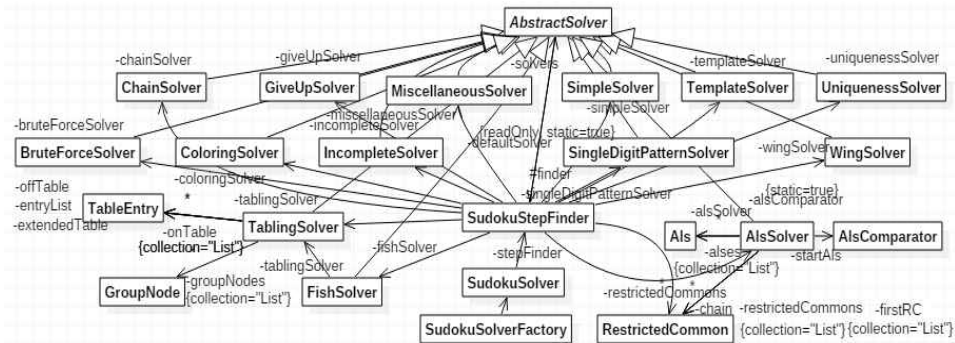 AbstractSolver
-chainSolver
-giveUpSolver
-solvers
-templateSolver
-uniquenessSolver
ChainSolver
GiveUpSolver
MiscellaneousSolver
SimpleSolver
TemplateSolver
UniquenessSolver
-simpleSolver
-miscellaneousSolver
-bruteForceSolver
-incompleteSolver
{readOnly
static=true}
-defaultSolver
-wingSolver
BruteForceSolver
ColoringSolver
IncompleteSolver
SingleDigitPatternSolver
WingSolver
-coloringSolver
#finder
-singleDigitPatternSolver
{static=true}
-offTable
-entryList
-extendedTable
*
-tablingSolver
-alsSolver
-alsComparator
TableEntry
TablingSolver
SudokuStepFinder
-onTable
{collection="List"}
-fishSolver
-stepFinder
Als
AlsSolver
AlsComparator
-alses
-startAls
{collection="List"}
-tablingSolver
-groupNodes
{collection="List"}
GroupNode
FishSolver
SudokuSolver
*
*
-restrictedCommons
-chain
-restrictedCommons
-firstRC
SudokuSolverFactory
RestrictedCommon
{collection="List"}
{collection="List"}